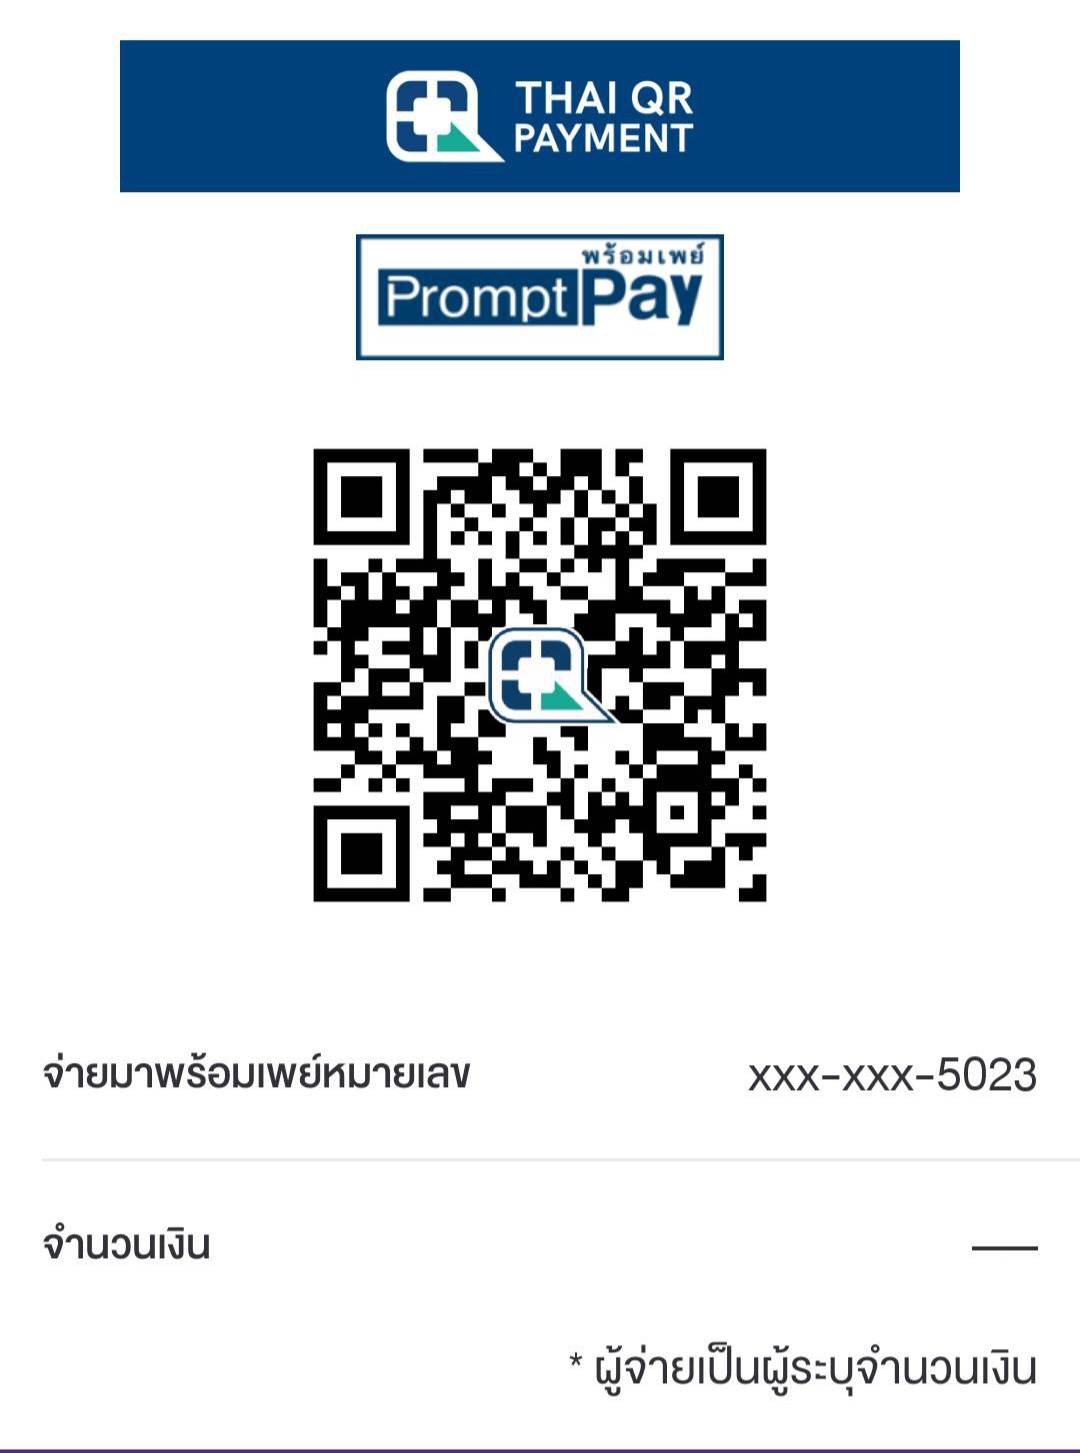 THAI QR
PAYMENT
พร้อมเพย์
PromptPay
จ่ายมาพร้อมเพย์หมายเลข xxx-xxx-5023
จำนวนเงิน —
* ผู้จ่ายเป็นผู้ระบุจำนวนเงิน